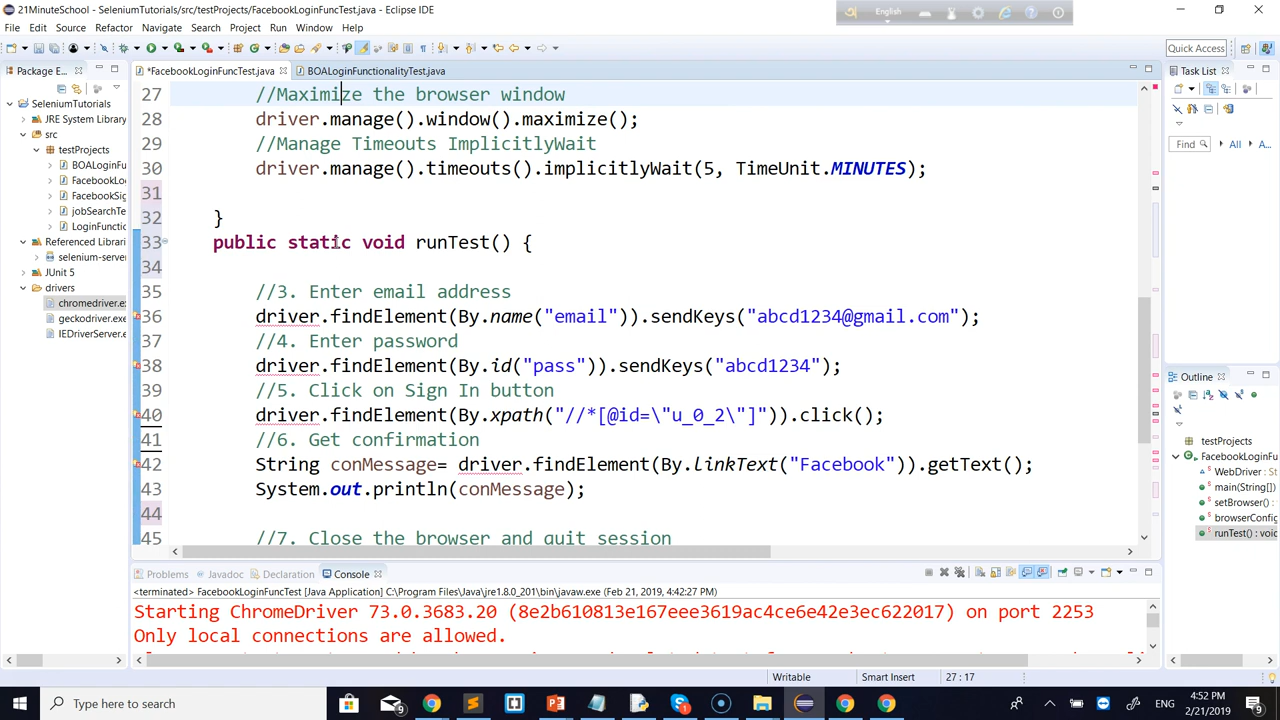 21MinuteSchool - SeleniumTutorials/src/testProjects/FacebookLoginFuncTest.java - Eclipse IDE
English
File Edit Source Refactor Navigate Search Project Run Window Help
Quick Access
Package E...
*FacebookLoginFuncTest.java
BOALoginFunctionalityTest.java
Task List
SeleniumTutorials
JRE System Library
src
testProjects
BOALoginFu
FacebookLo
FacebookSig
jobSearchTe
LoginFunctio
Referenced Librari
selenium-server
JUnit 5
drivers
chromedriver.e
geckodriver.exe
IEDriverServer.e
27 //Maximize the browser window
28 driver.manage().window().maximize();
29 //Manage Timeouts ImplicitlyWait
30 driver.manage().timeouts().implicitlyWait(5, TimeUnit.MINUTES);
31
32 }
33 public static void runTest() {
34
35 //3. Enter email address
36 driver.findElement(By.name("email")).sendKeys("abcd1234@gmail.com");
37 //4. Enter password
38 driver.findElement(By.id("pass")).sendKeys("abcd1234");
39 //5. Click on Sign In button
40 driver.findElement(By.xpath("//*[@id=\"u_0_2\"]")).click();
41 //6. Get confirmation
42 String conMessage= driver.findElement(By.linkText("Facebook")).getText();
43 System.out.println(conMessage);
44
45 //7. Close the browser and quit session
Find All A...
Outline
testProjects
FacebookLoginFu
WebDriver : St
main(String[])
setBrowser() :
browserConfig
runTest() : void
Problems Javadoc Declaration Console
<terminated> FacebookLoginFuncTest [Java Application] C:\Program Files\Java\jre1.8.0_201\bin\javaw.exe (Feb 21, 2019, 4:42:27 PM)
Starting ChromeDriver 73.0.3683.20 (8e2b610813e167eee3619ac4ce6e42e3ec622017) on port 2253
Only local connections are allowed.
Writable Smart Insert 27 : 17
Type here to search
9
ENG
4:52 PM
2/21/2019
9